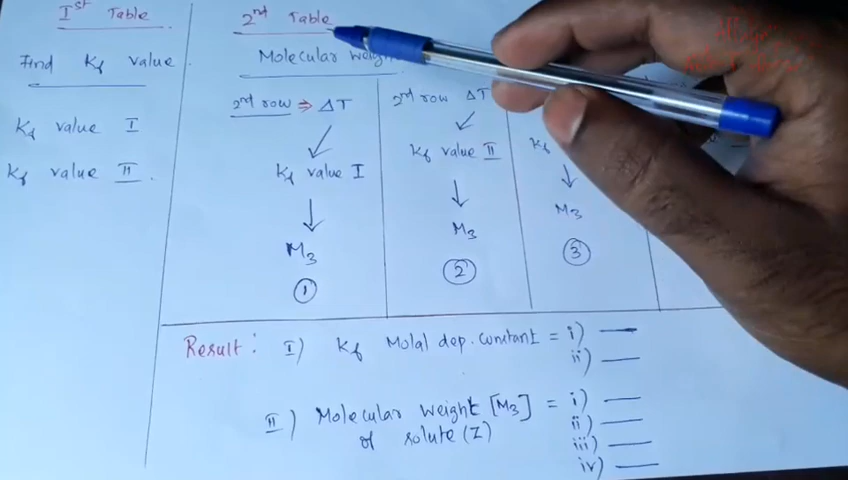 Ist Table
Find Kf value
Kf value I
Kf value II.
2nd Table
Molecular
2nd row ⇒ ΔT
Kf value I
M3
1
2nd row ΔT
Kf value II
M3
2
Kf
M3
3
Result: I) Kf Molal dep. constant = i)
ii)
II) Molecular weight [M3] = i)
of solute (Z) ii)
iii)
iv)